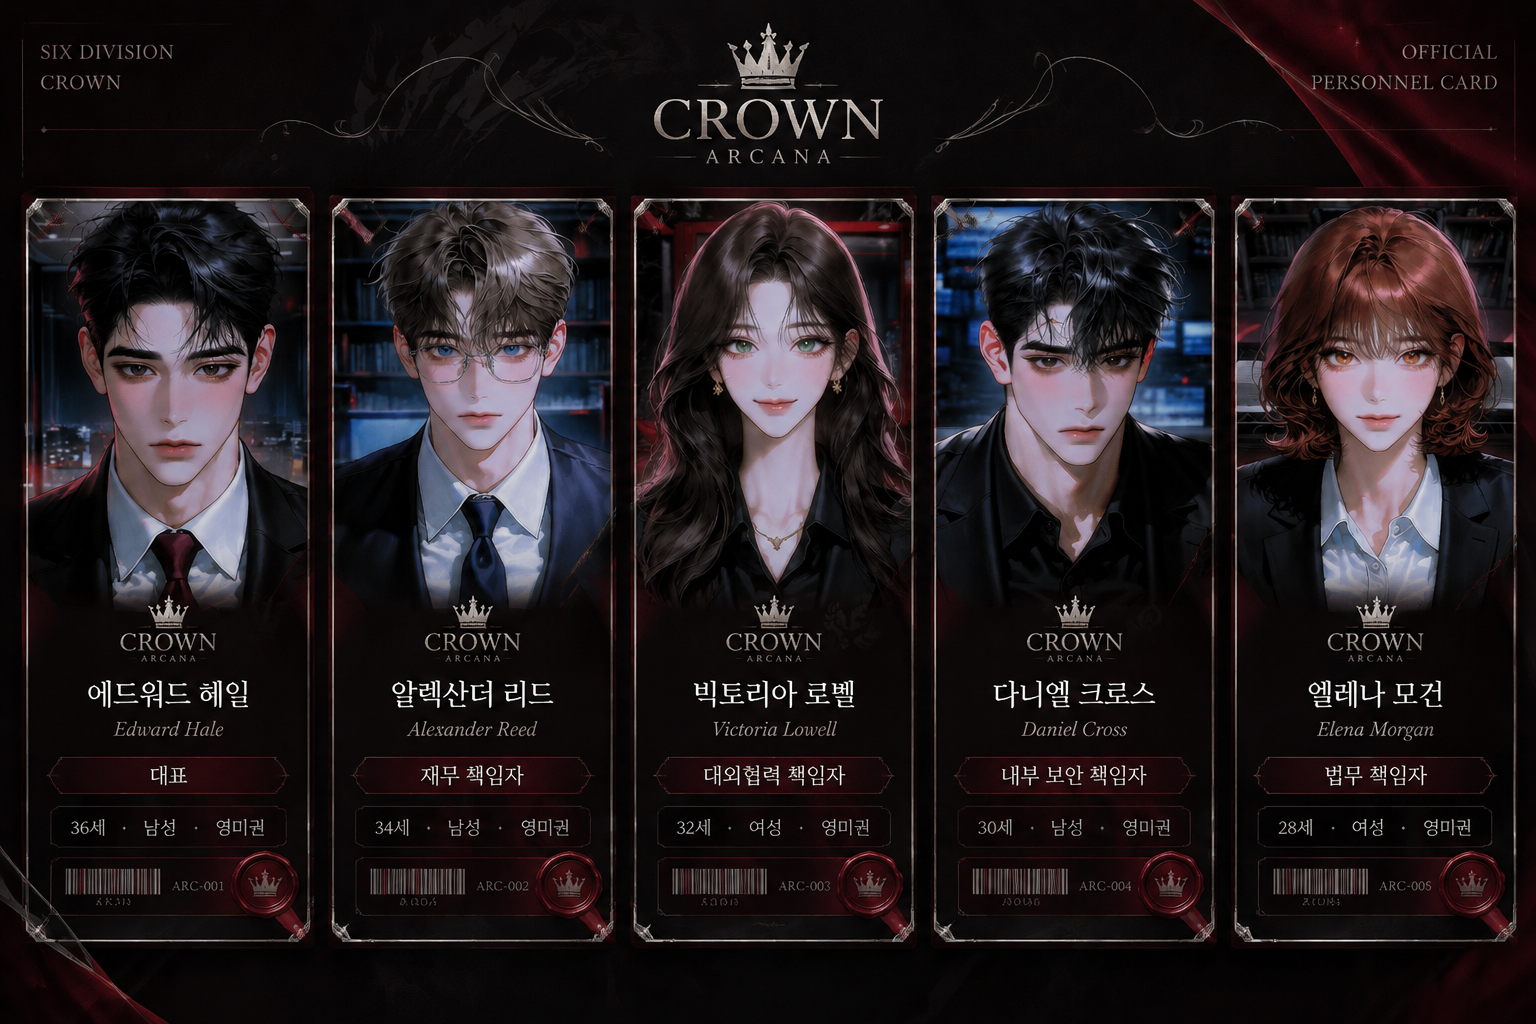 SIX DIVISION
CROWN
CROWN
ARCANA
OFFICIAL
PERSONNEL CARD
CROWN
ARCANA
에드워드 헤일
Edward Hale
대표
36세 · 남성 · 영미권
ARC-001
CROWN
ARCANA
알렉산더 리드
Alexander Reed
재무 책임자
34세 · 남성 · 영미권
ARC-002
CROWN
ARCANA
빅토리아 로벨
Victoria Lowell
대외협력 책임자
32세 · 여성 · 영미권
ARC-003
CROWN
ARCANA
다니엘 크로스
Daniel Cross
내부 보안 책임자
30세 · 남성 · 영미권
ARC-004
CROWN
ARCANA
엘레나 모건
Elena Morgan
법무 책임자
28세 · 여성 · 영미권
ARC-005